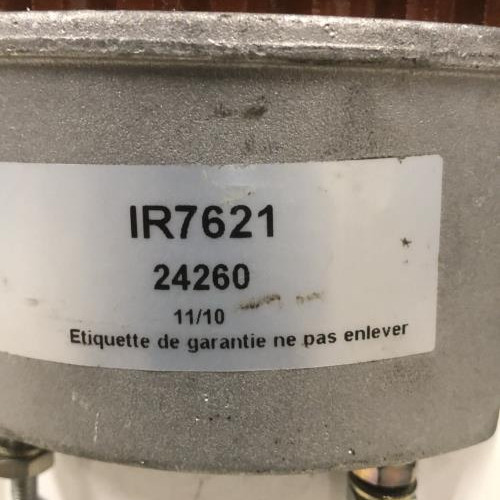 IR7621
24260
11/10
Etiquette de garantie ne pas enlever